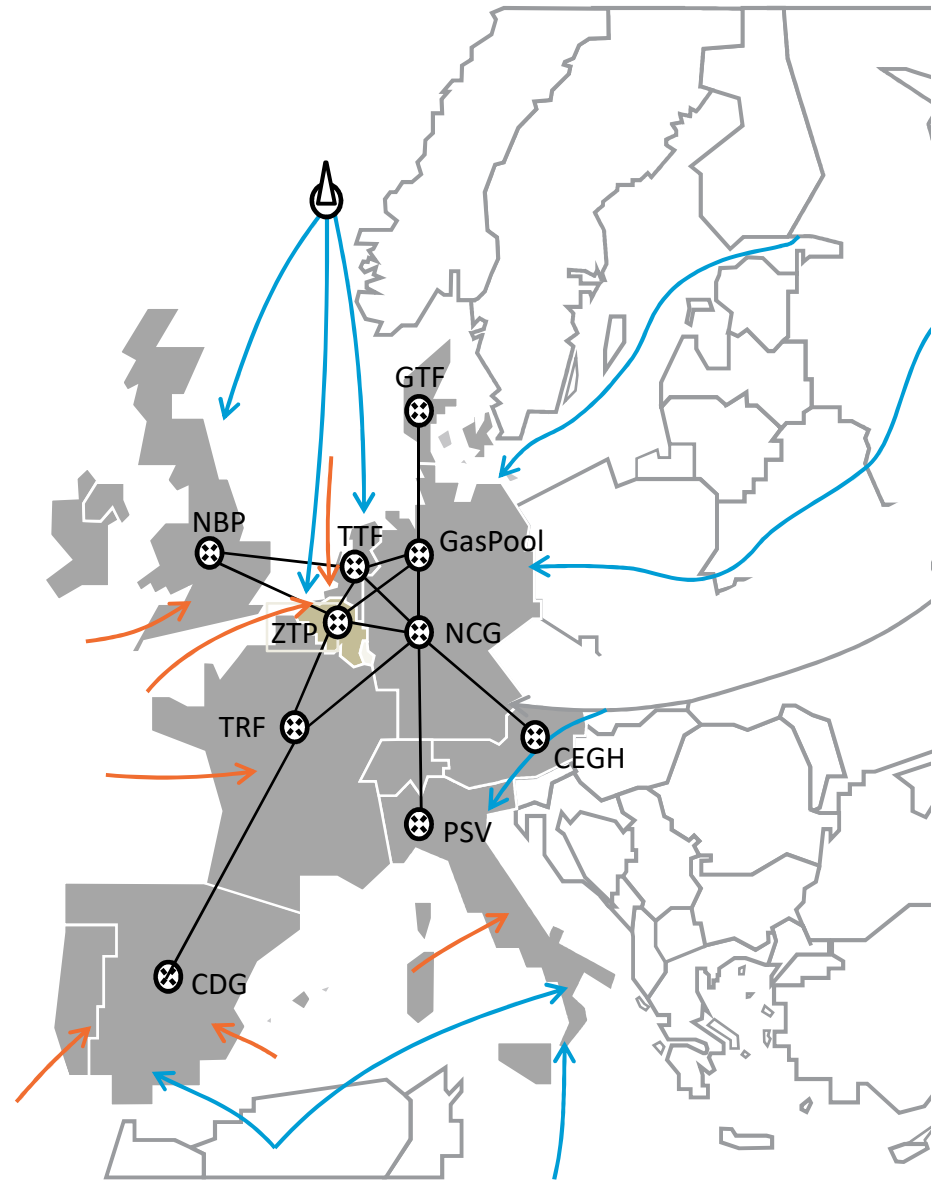 GTF
NBP
TTF
GasPool
ZTP
NCG
TRF
CEGH
PSV
CDG